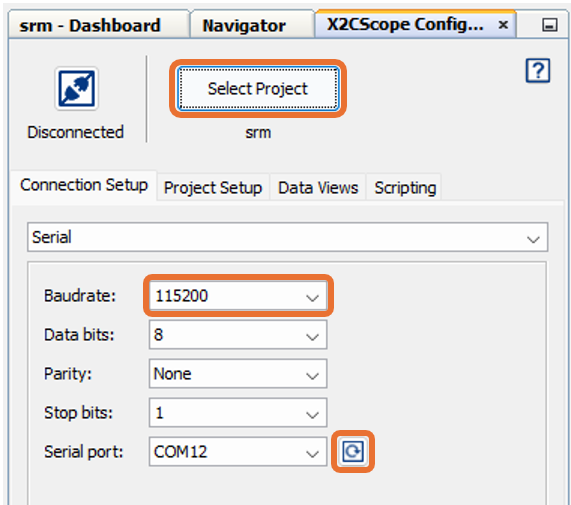 srm - Dashboard Navigator X2CScope Config... ×
Select Project ?
Disconnected srm
Connection Setup Project Setup Data Views Scripting
Serial
Baudrate: 115200
Data bits: 8
Parity: None
Stop bits: 1
Serial port: COM12